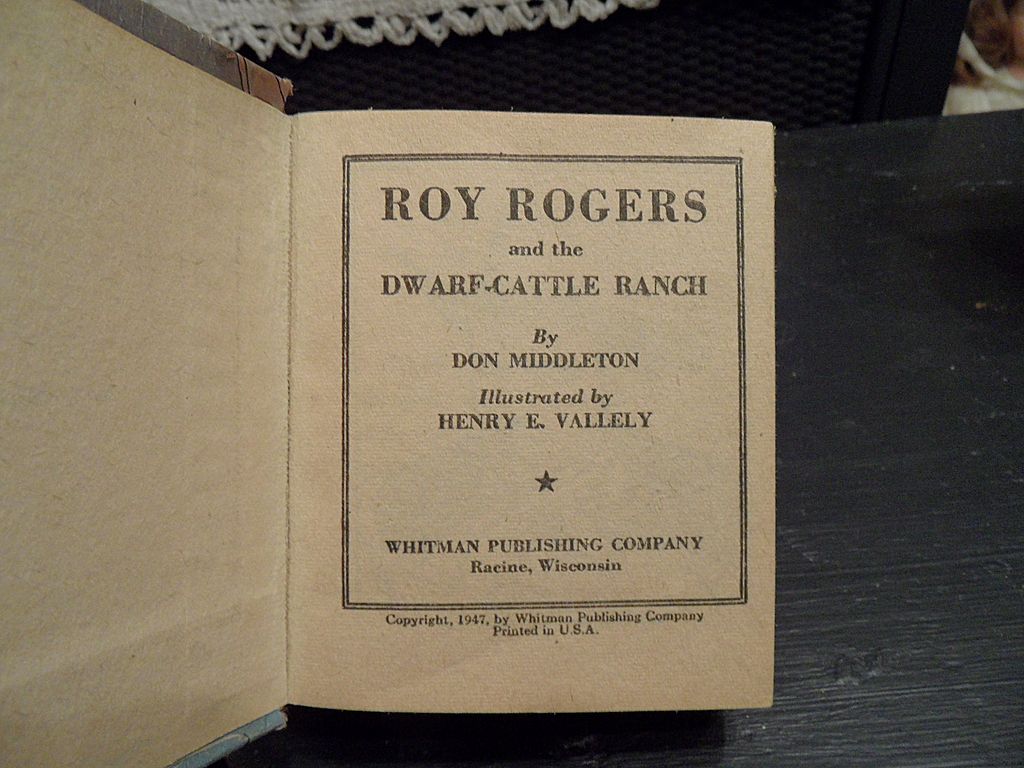 ROY ROGERS
and the
DWARF-CATTLE RANCH
By
DON MIDDLETON
Illustrated by
HENRY E. VALLELY
WHITMAN PUBLISHING COMPANY
Racine, Wisconsin
Copyright, 1947, by Whitman Publishing Company
Printed in U.S.A.